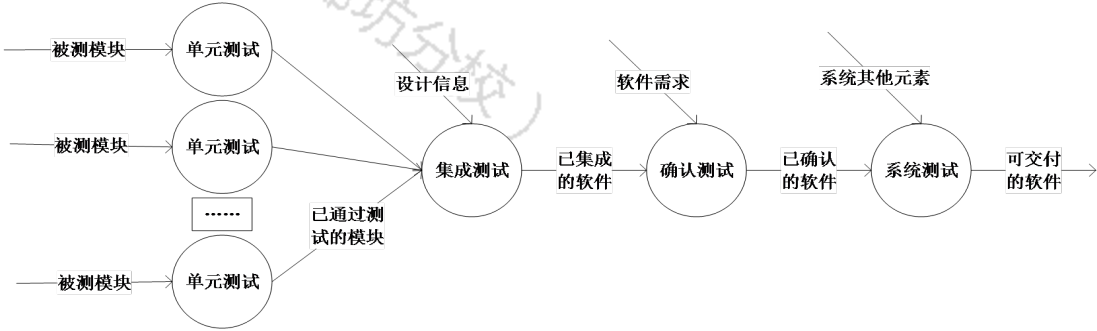 被测模块
单元测试
被测模块
单元测试
……
被测模块
单元测试
已通过测
试的模块
设计信息
集成测试
已集成
的软件
软件需求
确认测试
已确认
的软件
系统其他元素
系统测试
可交付
的软件
坊分校）